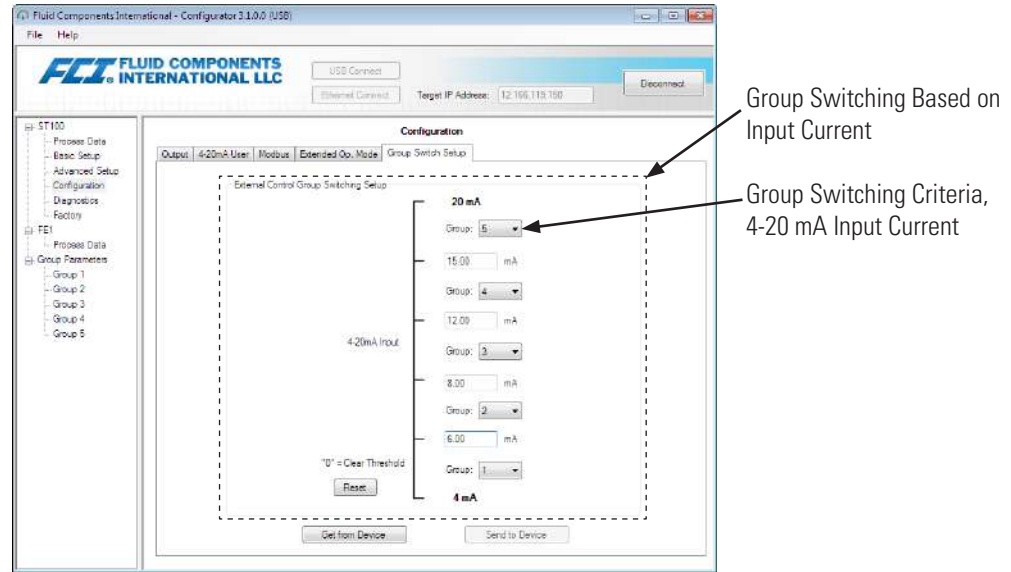 Fluid Components International - Configurator 3.1.0.0 (USB)
File Help
FCI® FLUID COMPONENTS
INTERNATIONAL LLC
USB Connect
Ethernet Connect
Target IP Address: 12.166.119.150
Disconnect
ST100
Process Data
Basic Setup
Advanced Setup
Configuration
Diagnostics
Factory
FE1
Process Data
Group Parameters
Group 1
Group 2
Group 3
Group 4
Group 5
Configuration
Output 4-20mA User Modbus Extended Op. Mode Group Switch Setup
External Control Group Switching Setup
20 mA
Group: 5
15.00 mA
Group: 4
12.00 mA
4-20mA Input
Group: 3
8.00 mA
Group: 2
6.00 mA
"0" = Clear Threshold
Group: 1
Reset
4 mA
Get from Device
Send to Device
Group Switching Based on
Input Current
Group Switching Criteria,
4-20 mA Input Current